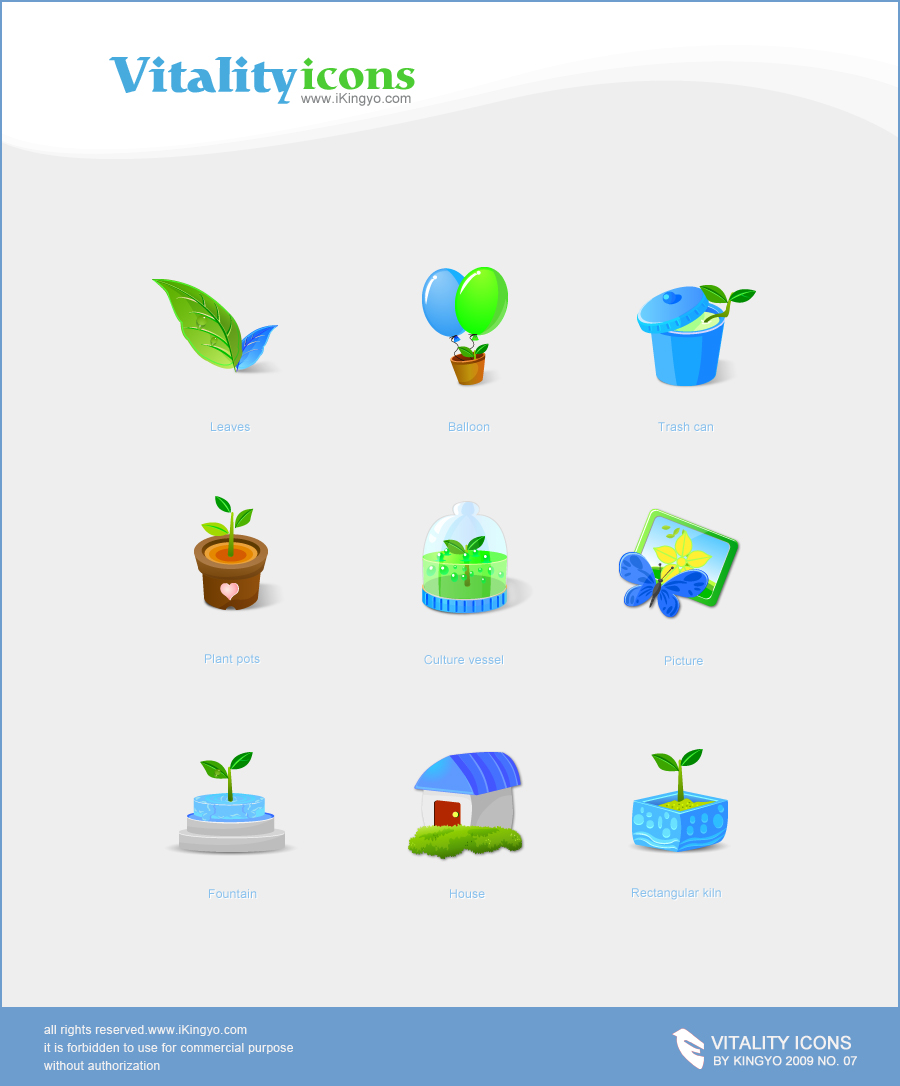 Vitality icons
www.iKingyo.com
Leaves
Balloon
Trash can
Plant pots
Culture vessel
Picture
Fountain
House
Rectangular kiln
all rights reserved.www.iKingyo.com
it is forbidden to use for commercial purpose
without authorization
VITALITY ICONS
BY KINGYO 2009 NO. 07